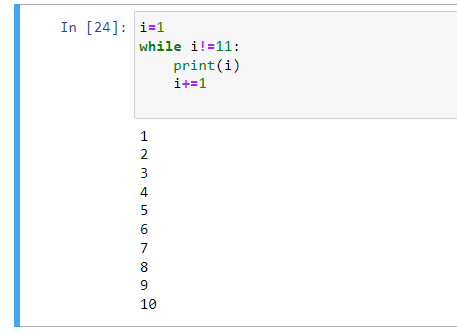 In [24]: i=1
while i!=11:
    print(i)
    i+=1
1
2
3
4
5
6
7
8
9
10